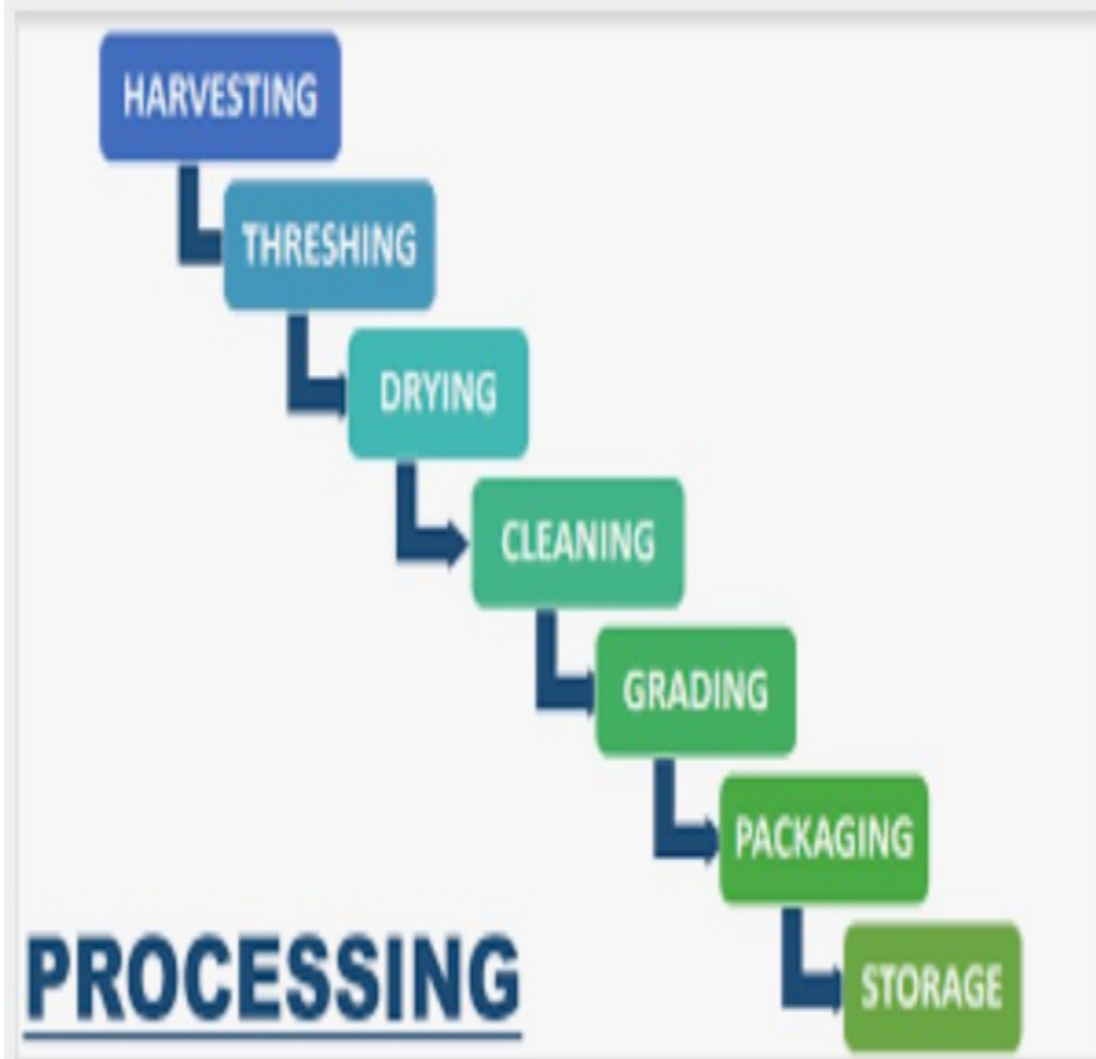 HARVESTING
THRESHING
DRYING
CLEANING
GRADING
PACKAGING
STORAGE
PROCESSING